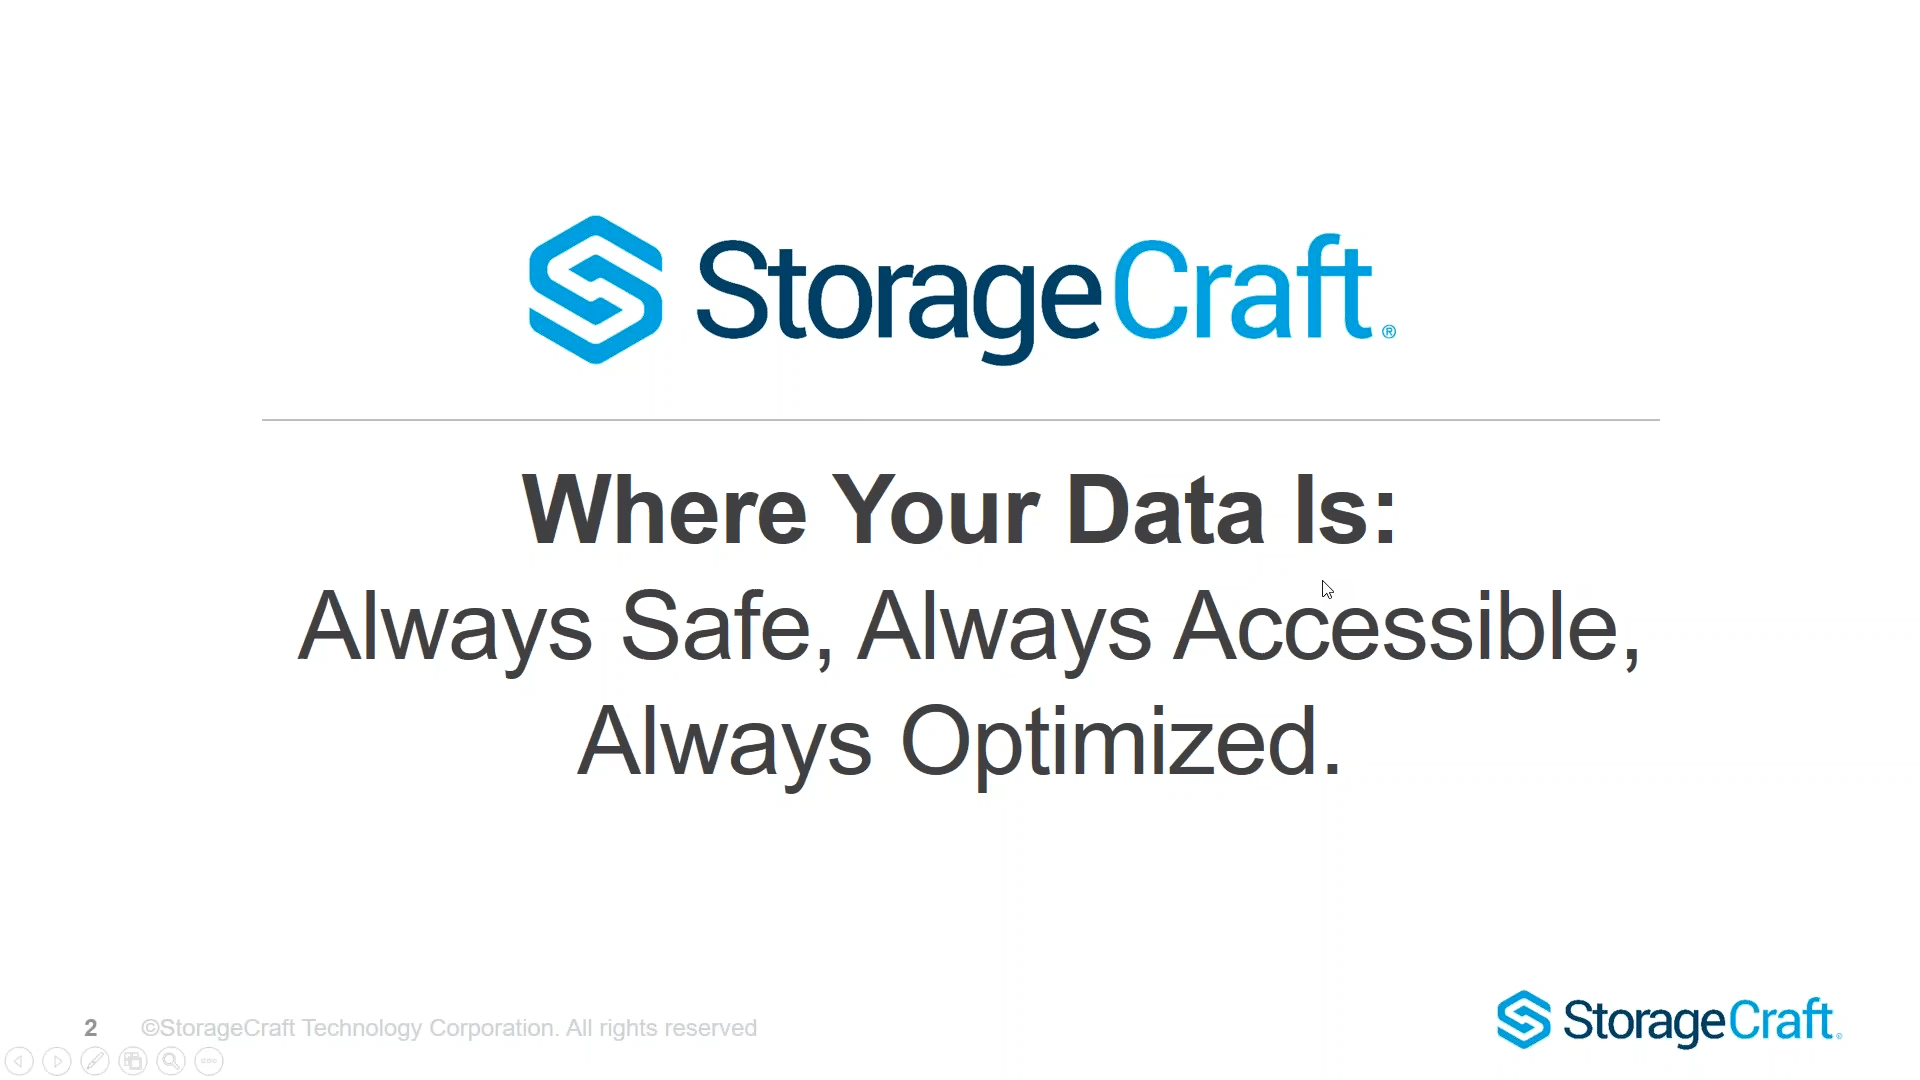 StorageCraft®
Where Your Data Is:
Always Safe, Always Accessible,
Always Optimized.
2 ©StorageCraft Technology Corporation. All rights reserved
StorageCraft®